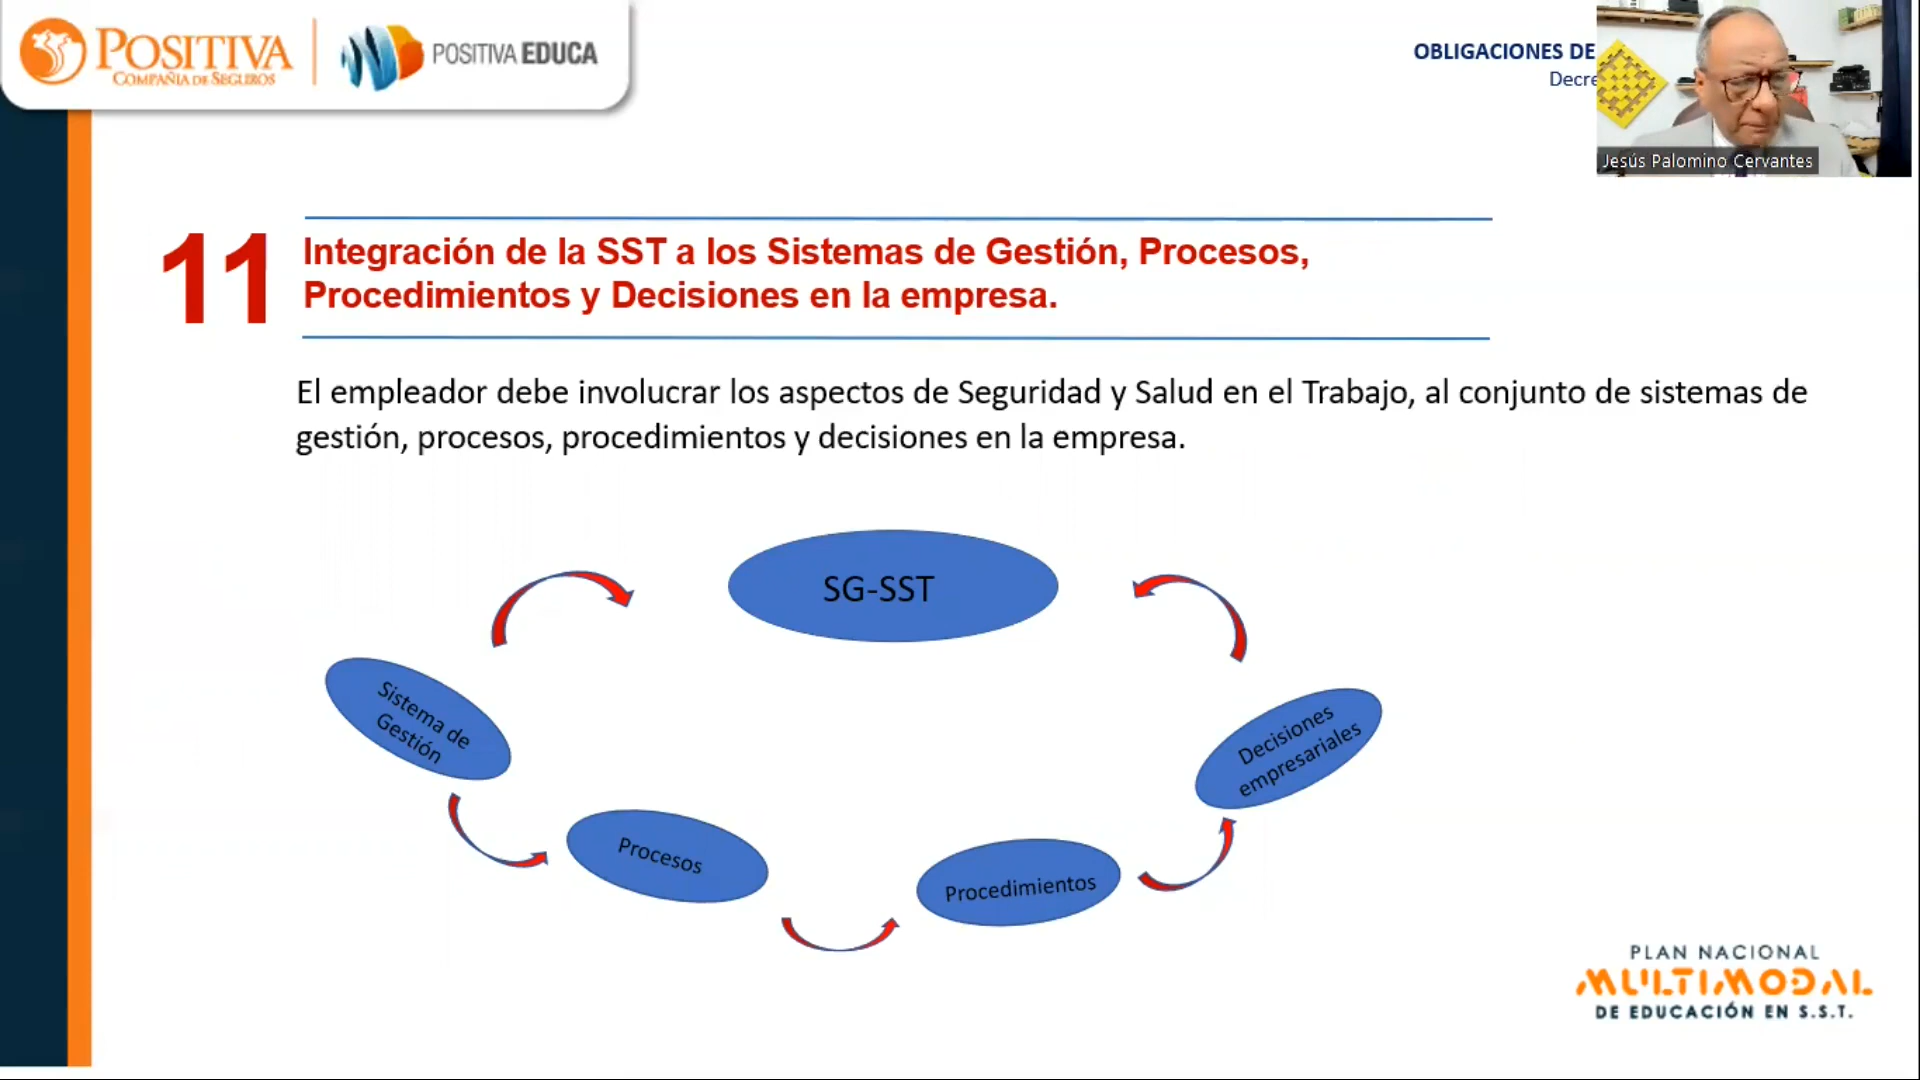 POSITIVA
COMPAÑIA DE SEGUROS
POSITIVA EDUCA
OBLIGACIONES DE
Decre
Jesús Palomino Cervantes
11
Integración de la SST a los Sistemas de Gestión, Procesos,
Procedimientos y Decisiones en la empresa.
El empleador debe involucrar los aspectos de Seguridad y Salud en el Trabajo, al conjunto de sistemas de
gestión, procesos, procedimientos y decisiones en la empresa.
SG-SST
Sistema de
Gestión
Decisiones
empresariales
Procesos
Procedimientos
PLAN NACIONAL
MULTIMODAL
DE EDUCACIÓN EN S.S.T.